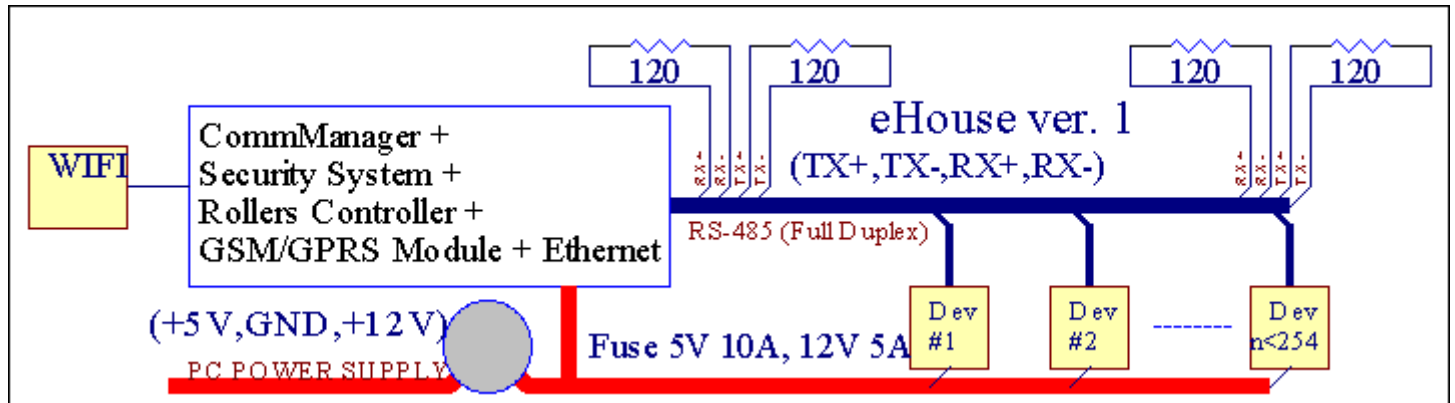 120
120
120
120
CommManager +
Security System +
Rollers Controller +
GSM/GPRS Module + Ethernet
WIFI
eHouse ver. 1
(TX+,TX-,RX+,RX-)
RX+
RX-
TX+
TX-
RX+
RX-
TX+
TX-
RS-485 (Full Duplex)
Dev
#1
Dev
#2
Dev
n<254
(+5V,GND,+12V)
Fuse 5V 10A, 12V 5A
PC POWER SUPPLY